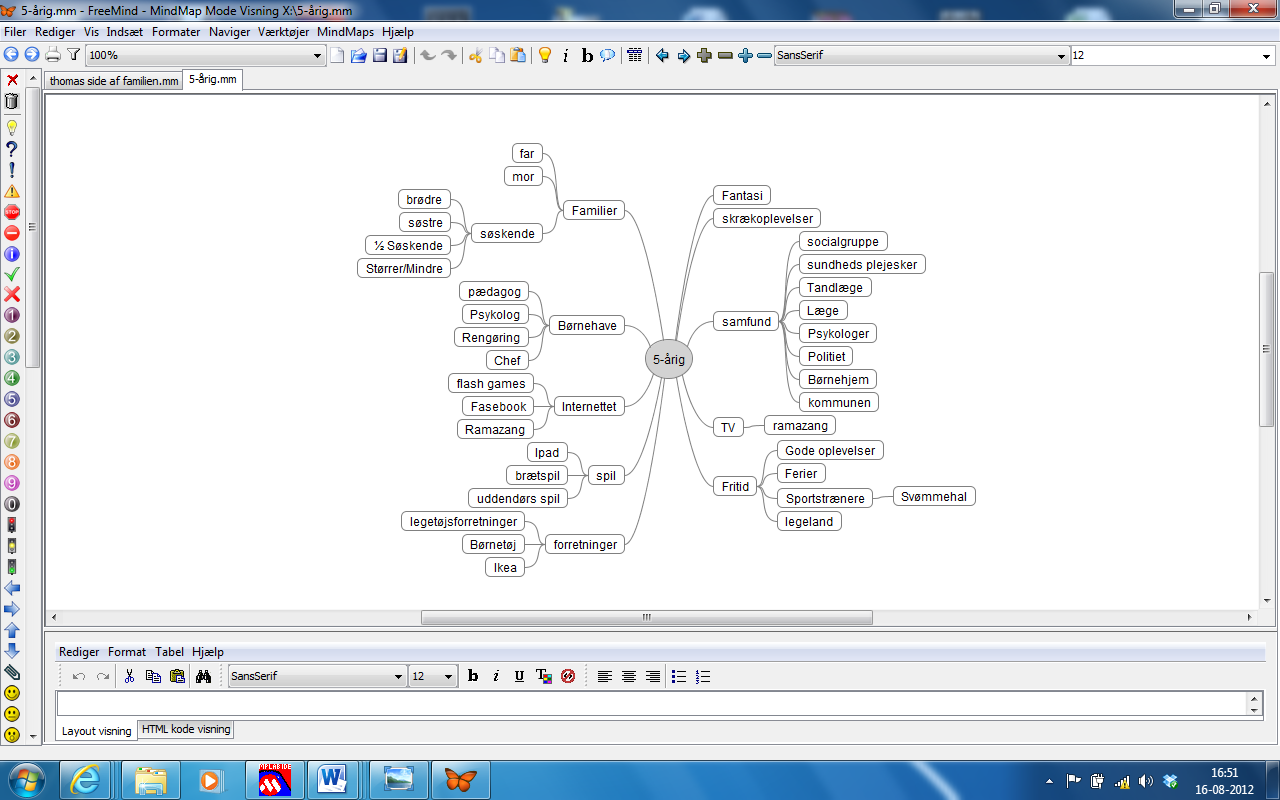 5-årig.mm - FreeMind - MindMap Mode Visning X:\5-årig.mm
Filer Rediger Vis Indsæt Formater Naviger Værktøjer MindMaps Hjælp
100%
SansSerif
12
thomas side af familien.mm
5-årig.mm
far
mor
brødre
søstre
½ Søskende
Størrer/Mindre
søskende
Familier
pædagog
Psykolog
Rengøring
Chef
Børnehave
flash games
Fasebook
Ramazang
Internettet
Ipad
brætspil
uddendørs spil
spil
legetøjsforretninger
Børnetøj
Ikea
forretninger
5-årig
Fantasi
skrækoplevelser
samfund
socialgruppe
sundheds plejesker
Tandlæge
Læge
Psykologer
Politiet
Børnehjem
kommunen
TV
ramazang
Fritid
Gode oplevelser
Ferier
Sportstrænere
Svømmehal
legeland
STOP
Rediger Format Tabel Hjælp
SansSerif
12
Layout visning
HTML kode visning
16:51
16-08-2012